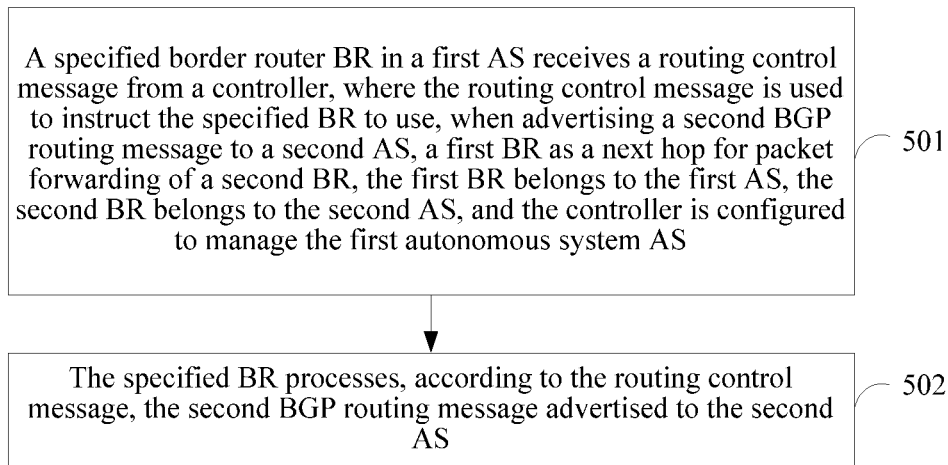 A specified border router BR in a first AS receives a routing control
message from a controller, where the routing control message is used
to instruct the specified BR to use, when advertising a second BGP
routing message to a second AS, a first BR as a next hop for packet
forwarding of a second BR, the first BR belongs to the first AS, the
second BR belongs to the second AS, and the controller is configured
to manage the first autonomous system AS
501
The specified BR processes, according to the routing control
message, the second BGP routing message advertised to the second
AS
502